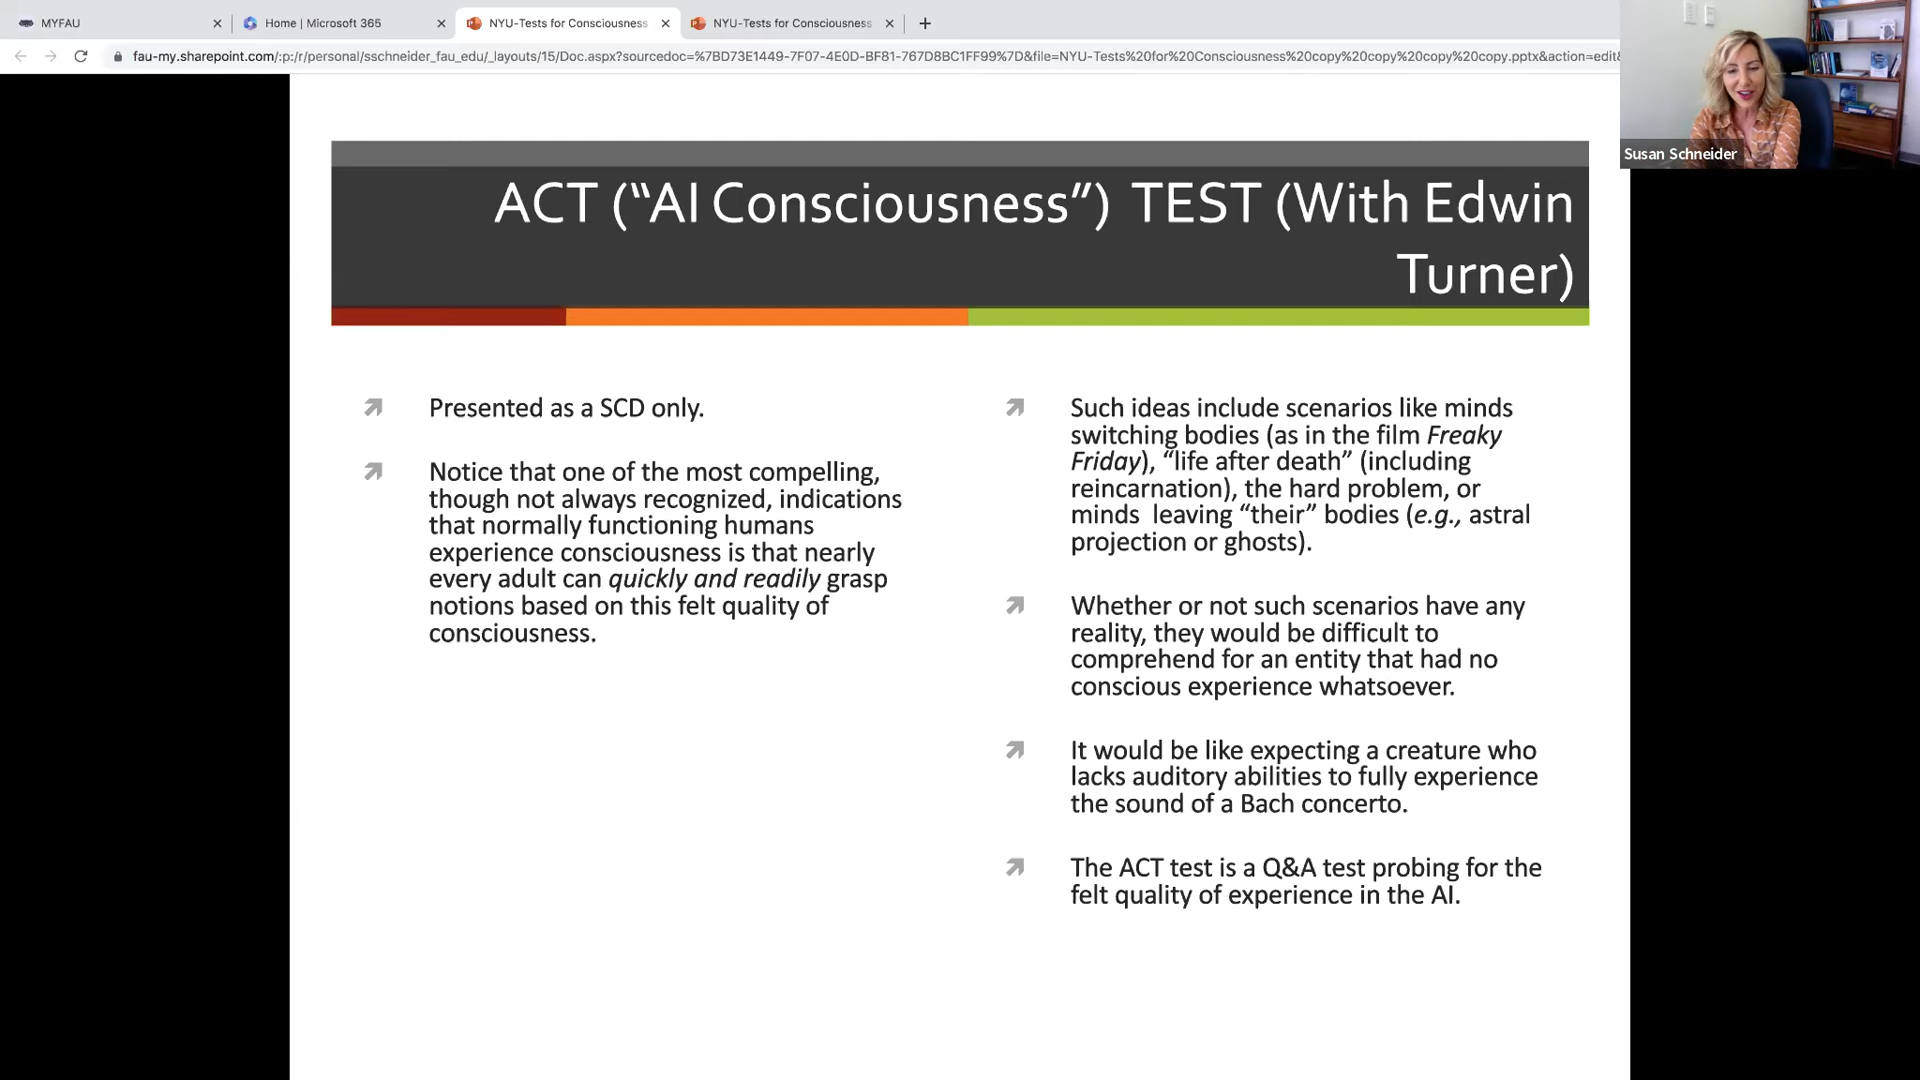 MYFAU
Home | Microsoft 365
NYU-Tests for Consciousness
NYU-Tests for Consciousness
fau-my.sharepoint.com/:p:/r/personal/sschneider_fau_edu/_layouts/15/Doc.aspx?sourcedoc=%7BD73E1449-7F07-4E0D-BF81-767D8BC1FF99%7D&file=NYU-Tests%20for%20Consciousness%20copy%20copy%20copy%20copy.pptx&action=edit&
Susan Schneider
ACT (“AI Consciousness”) TEST (With Edwin
Turner)
Presented as a SCD only.
Notice that one of the most compelling,
though not always recognized, indications
that normally functioning humans
experience consciousness is that nearly
every adult can quickly and readily grasp
notions based on this felt quality of
consciousness.
Such ideas include scenarios like minds
switching bodies (as in the film Freaky
Friday), “life after death” (including
reincarnation), the hard problem, or
minds leaving “their” bodies (e.g., astral
projection or ghosts).
Whether or not such scenarios have any
reality, they would be difficult to
comprehend for an entity that had no
conscious experience whatsoever.
It would be like expecting a creature who
lacks auditory abilities to fully experience
the sound of a Bach concerto.
The ACT test is a Q&A test probing for the
felt quality of experience in the AI.